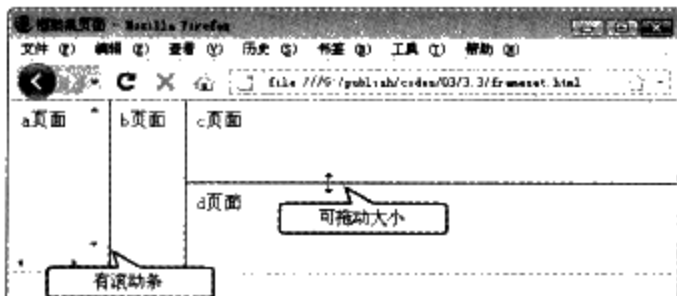 框架集页面 - Mozilla Firefox
文件 (F) 编辑 (E) 查看 (V) 历史 (S) 书签 (B) 工具 (T) 帮助 (H)
file ///G:/publish/codes/03/3.3/frameset.html
a页面
b页面
c页面
d页面
可拖动大小
有滚动条